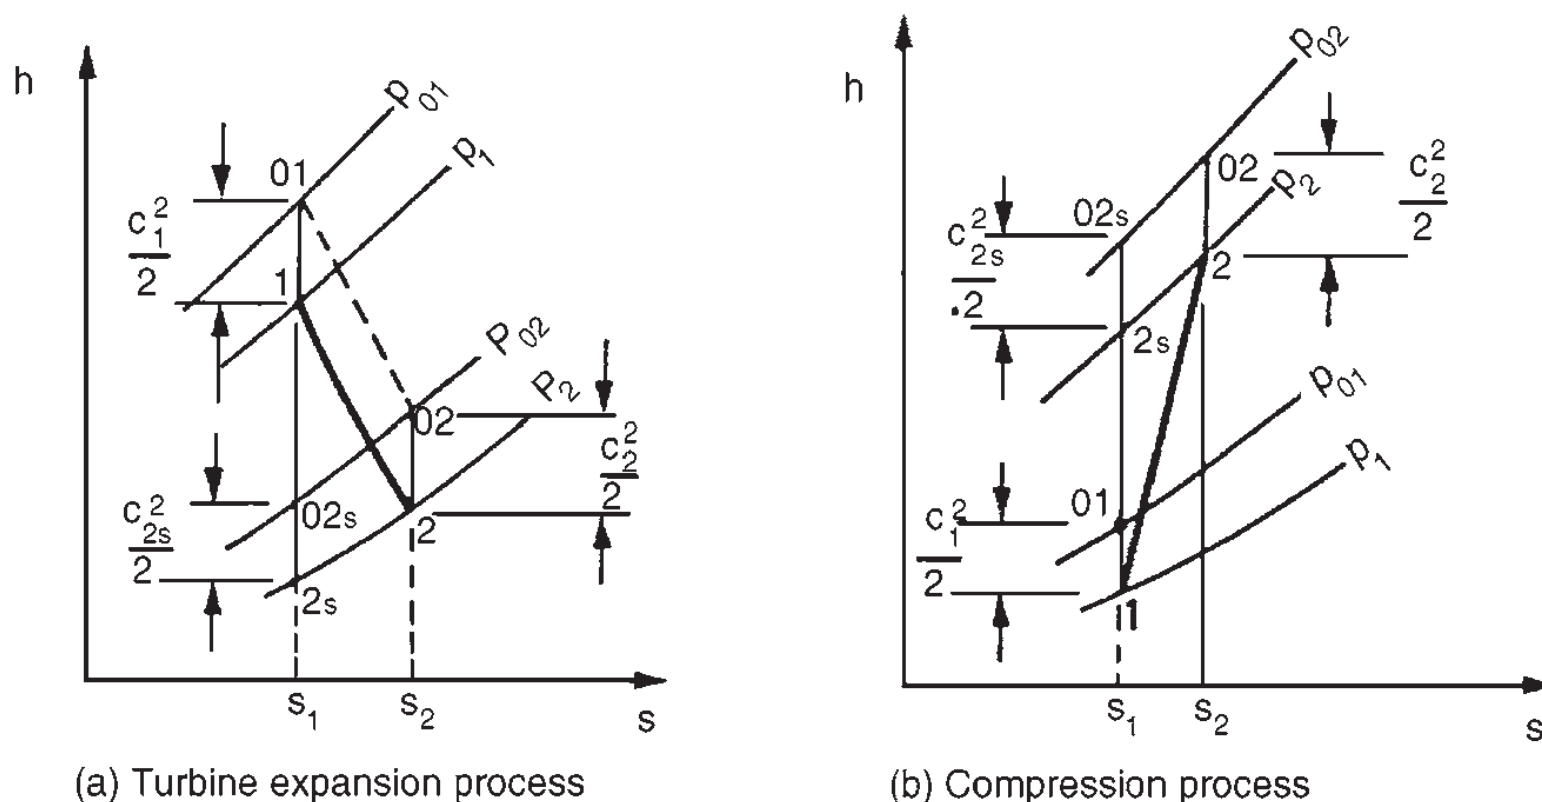 h
p01
p1
01
c1²/2
1
P02
P2
02
c2²/2
02s
c2s²/2
2
2s
s1
s2
s
(a) Turbine expansion process
h
p02
02
p2
c2²/2
02s
c2s²/.2
2
2s
p01
p1
01
c1²/2
1
s1
s2
s
(b) Compression process